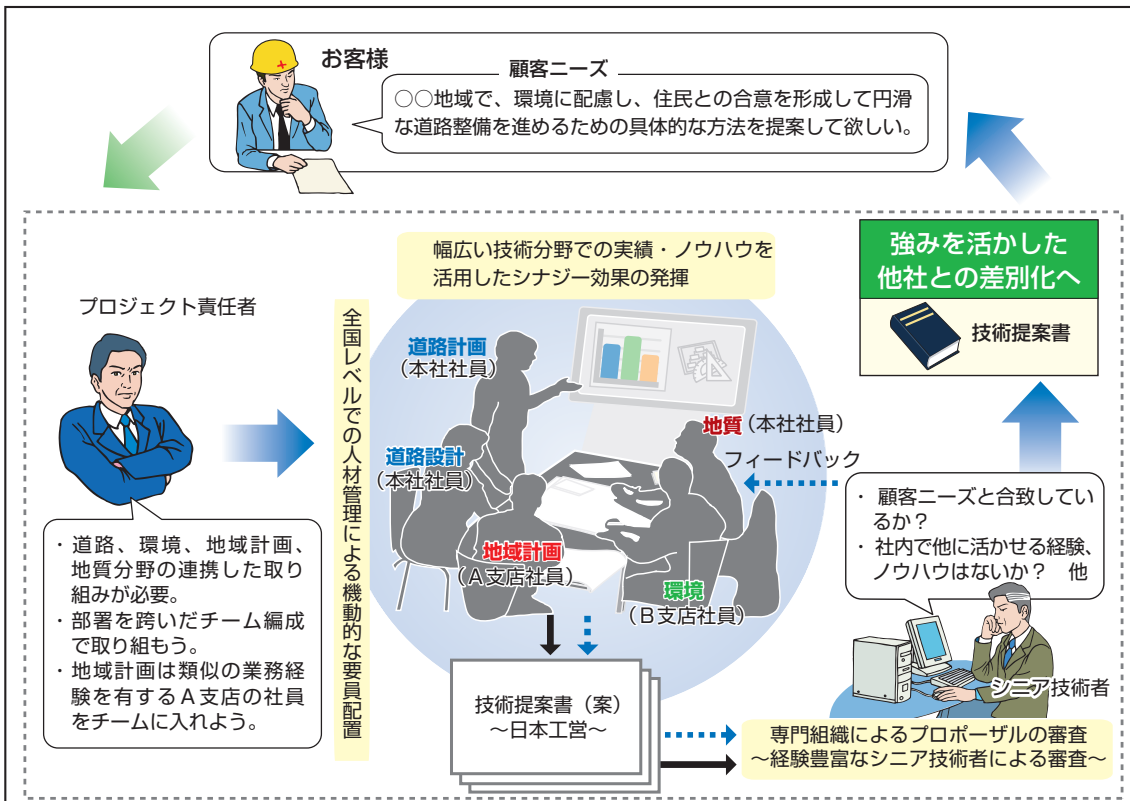 お客様
顧客ニーズ
○○地域で、環境に配慮し、住民との合意を形成して円滑
な道路整備を進めるための具体的な方法を提案して欲しい。
幅広い技術分野での実績・ノウハウを
活用したシナジー効果の発揮
強みを活かした
他社との差別化へ
技術提案書
プロジェクト責任者
全国レベルでの人材管理による機動的な要員配置
道路計画
(本社社員)
地質(本社社員)
道路設計
(本社社員)
フィードバック
地域計画
(A支店社員)
環境
(B支店社員)
・道路、環境、地域計画、
地質分野の連携した取り
組みが必要。
・部署を跨いだチーム編成
で取り組もう。
・地域計画は類似の業務経
験を有するA支店の社員
をチームに入れよう。
・ 顧客ニーズと合致してい
るか？
・ 社内で他に活かせる経験、
ノウハウはないか？ 他
シニア技術者
技術提案書（案）
～日本工営～
専門組織によるプロポーザルの審査
～経験豊富なシニア技術者による審査～